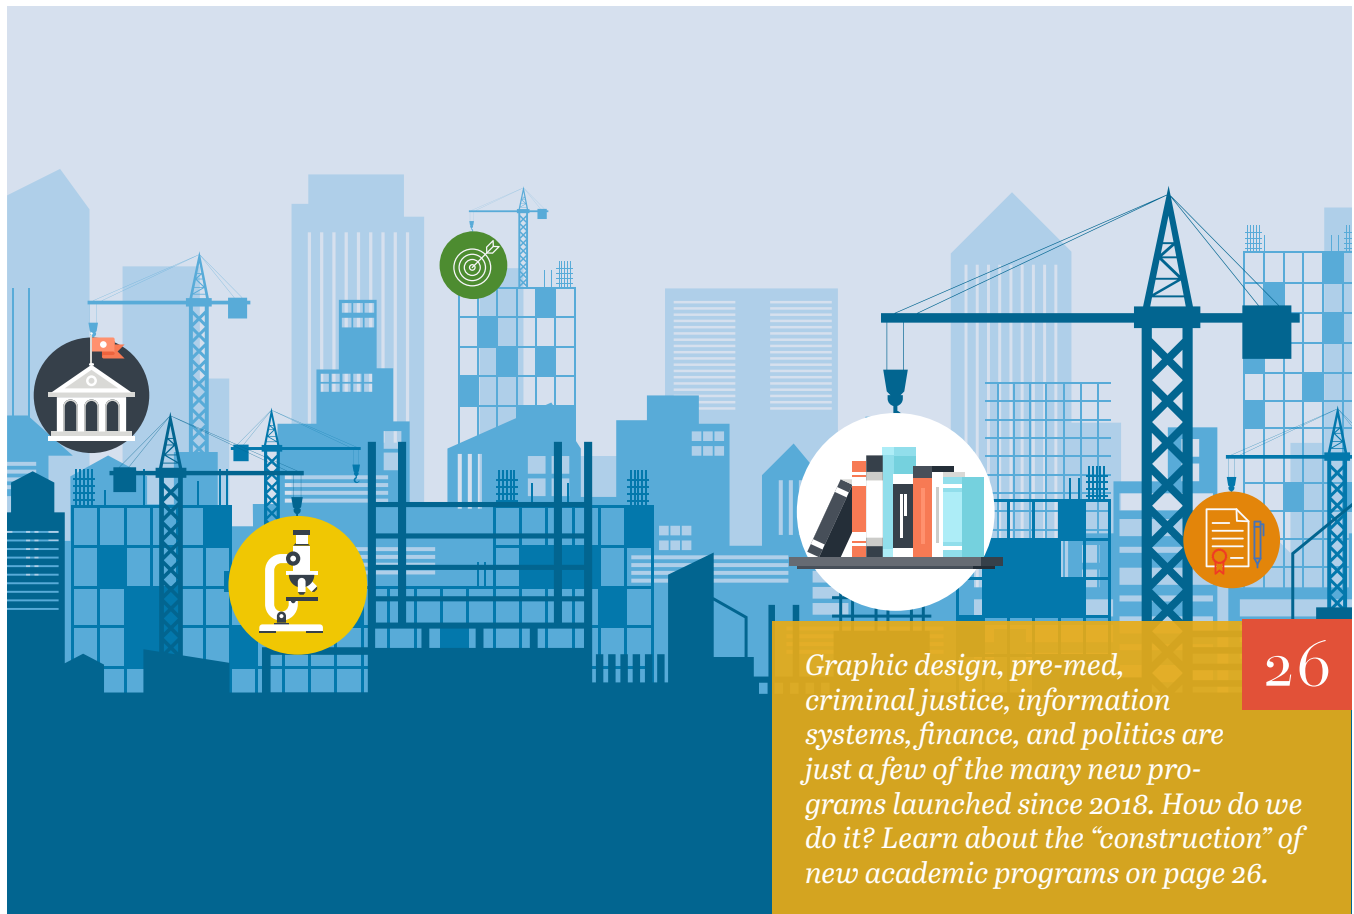 26
Graphic design, pre-med,
criminal justice, information
systems, finance, and politics are
just a few of the many new pro-
grams launched since 2018. How do we
do it? Learn about the “construction” of
new academic programs on page 26.